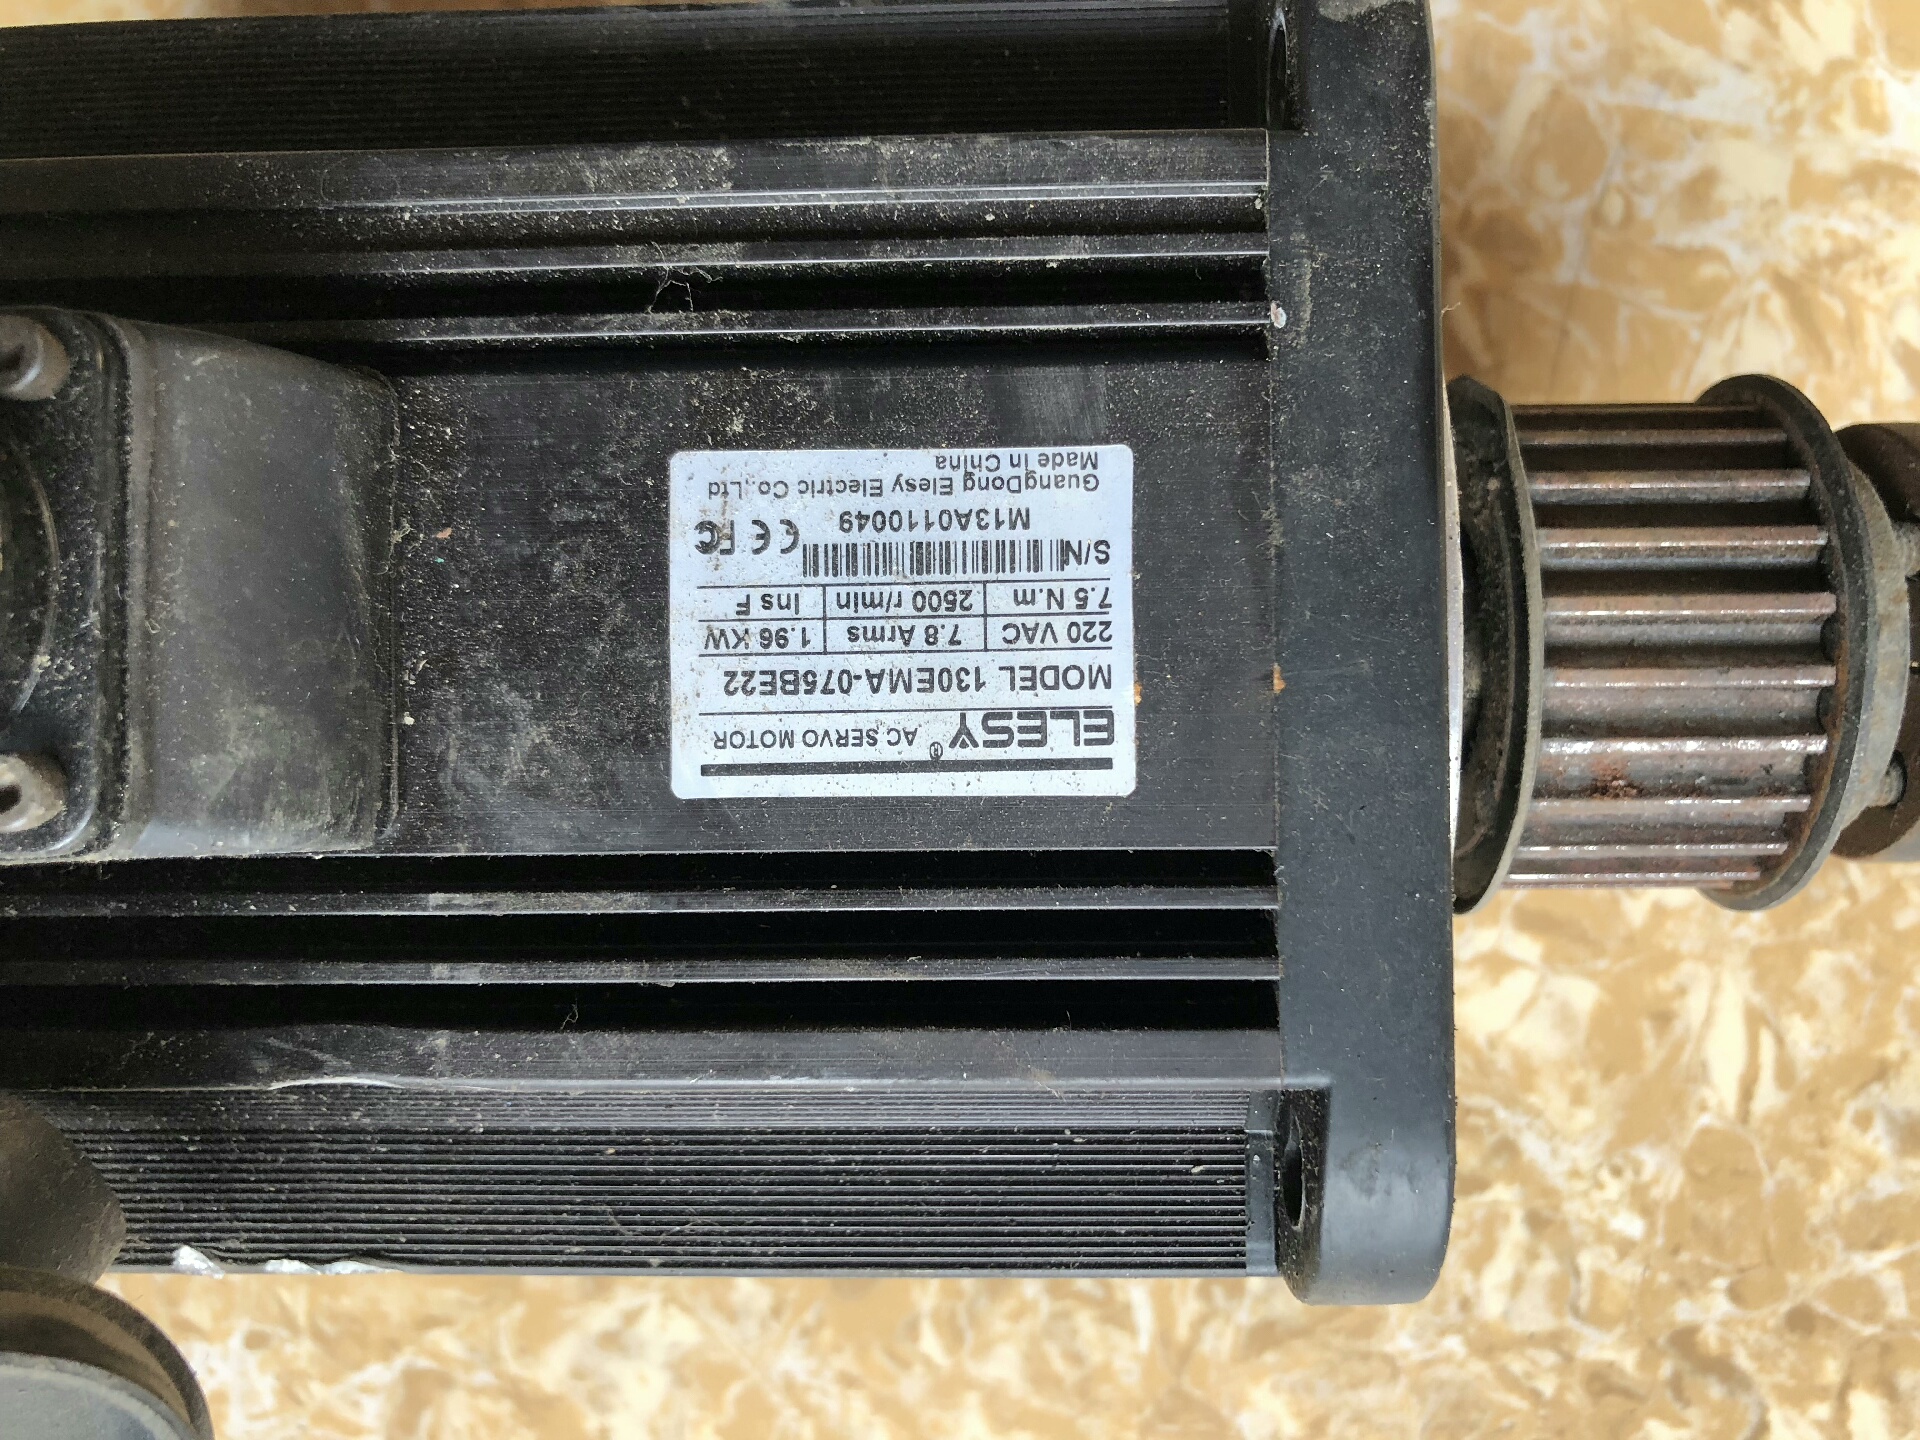 ELESY® AC SERVO MOTOR
MODEL 130EMA-075BE22
220 VAC 7.8 Arms 1.96 KW
7.5 N.m 2500 r/min Ins F
S/N CE FC
M13A0110049
GuangDong Elesy Electric Co.,Ltd
Made in China